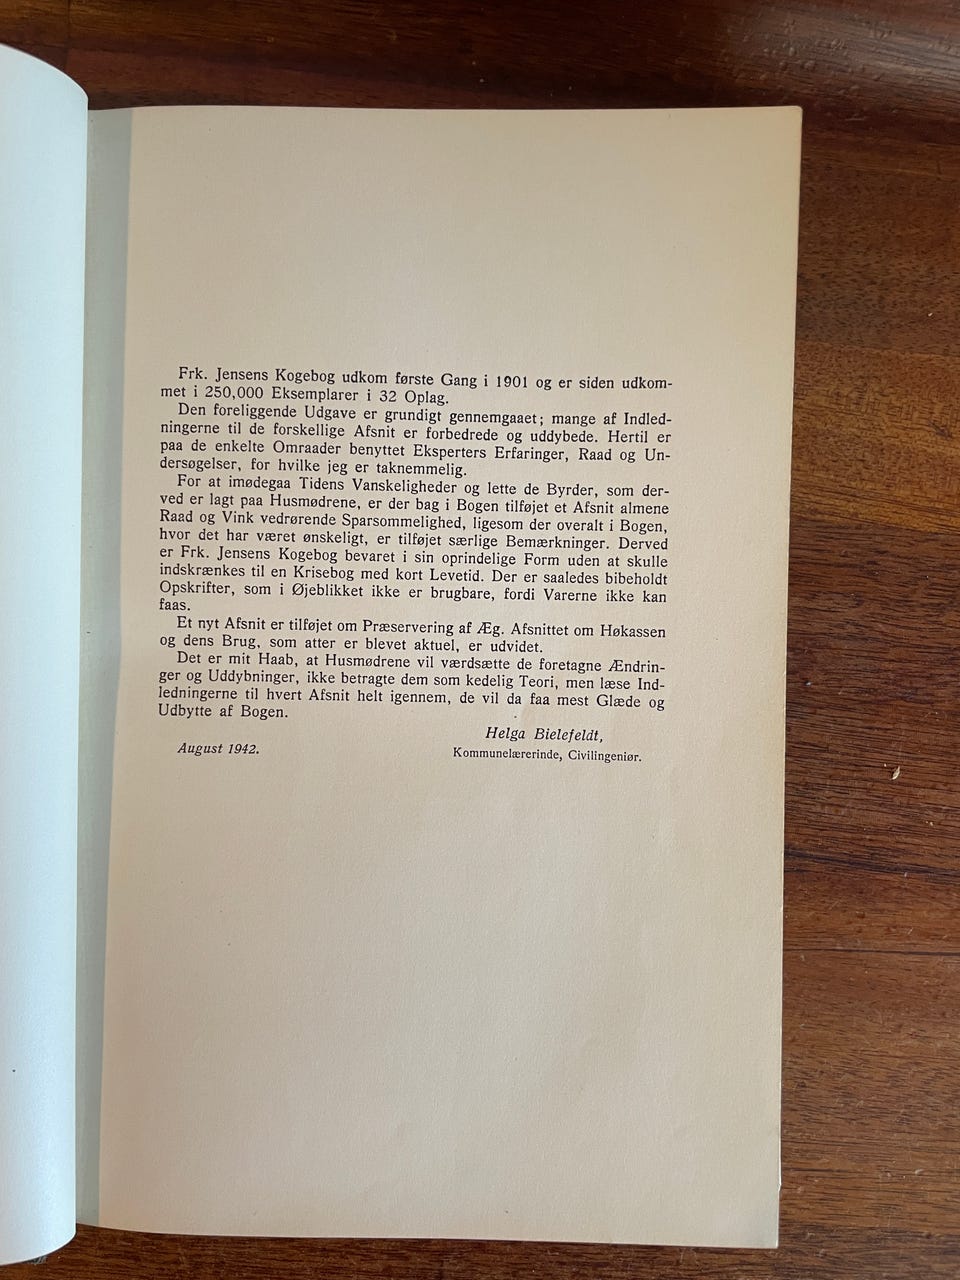 Frk. Jensens Kogebog udkom første Gang i 1901 og er siden udkom-
met i 250,000 Eksemplarer i 32 Oplag.
Den foreliggende Udgave er grundigt gennemgaaet; mange af Indled-
ningerne til de forskellige Afsnit er forbedrede og uddybede. Hertil er
paa de enkelte Omraader benyttet Eksperters Erfaringer, Raad og Un-
dersøgelser, for hvilke jeg er taknemmelig.
For at imødegaa Tidens Vanskeligheder og lette de Byrder, som der-
ved er lagt paa Husmødrene, er der bag i Bogen tilføjet et Afsnit almene
Raad og Vink vedrørende Sparsommelighed, ligesom der overalt i Bogen,
hvor det har været ønskeligt, er tilføjet særlige Bemærkninger. Derved
er Frk. Jensens Kogebog bevaret i sin oprindelige Form uden at skulle
indskrænkes til en Krisebog med kort Levetid. Der er saaledes bibeholdt
Opskrifter, som i Øjeblikket ikke er brugbare, fordi Varerne ikke kan
faas.
Et nyt Afsnit er tilføjet om Præservering af Æg. Afsnittet om Høkassen
og dens Brug, som atter er blevet aktuel, er udvidet.
Det er mit Haab, at Husmødrene vil værdsætte de foretagne Ændrin-
ger og Uddybninger, ikke betragte dem som kedelig Teori, men læse Ind-
ledningerne til hvert Afsnit helt igennem, de vil da faa mest Glæde og
Udbytte af Bogen.
Helga Bielefeldt,
August 1942.
Kommunelærerinde, Civilingeniør.